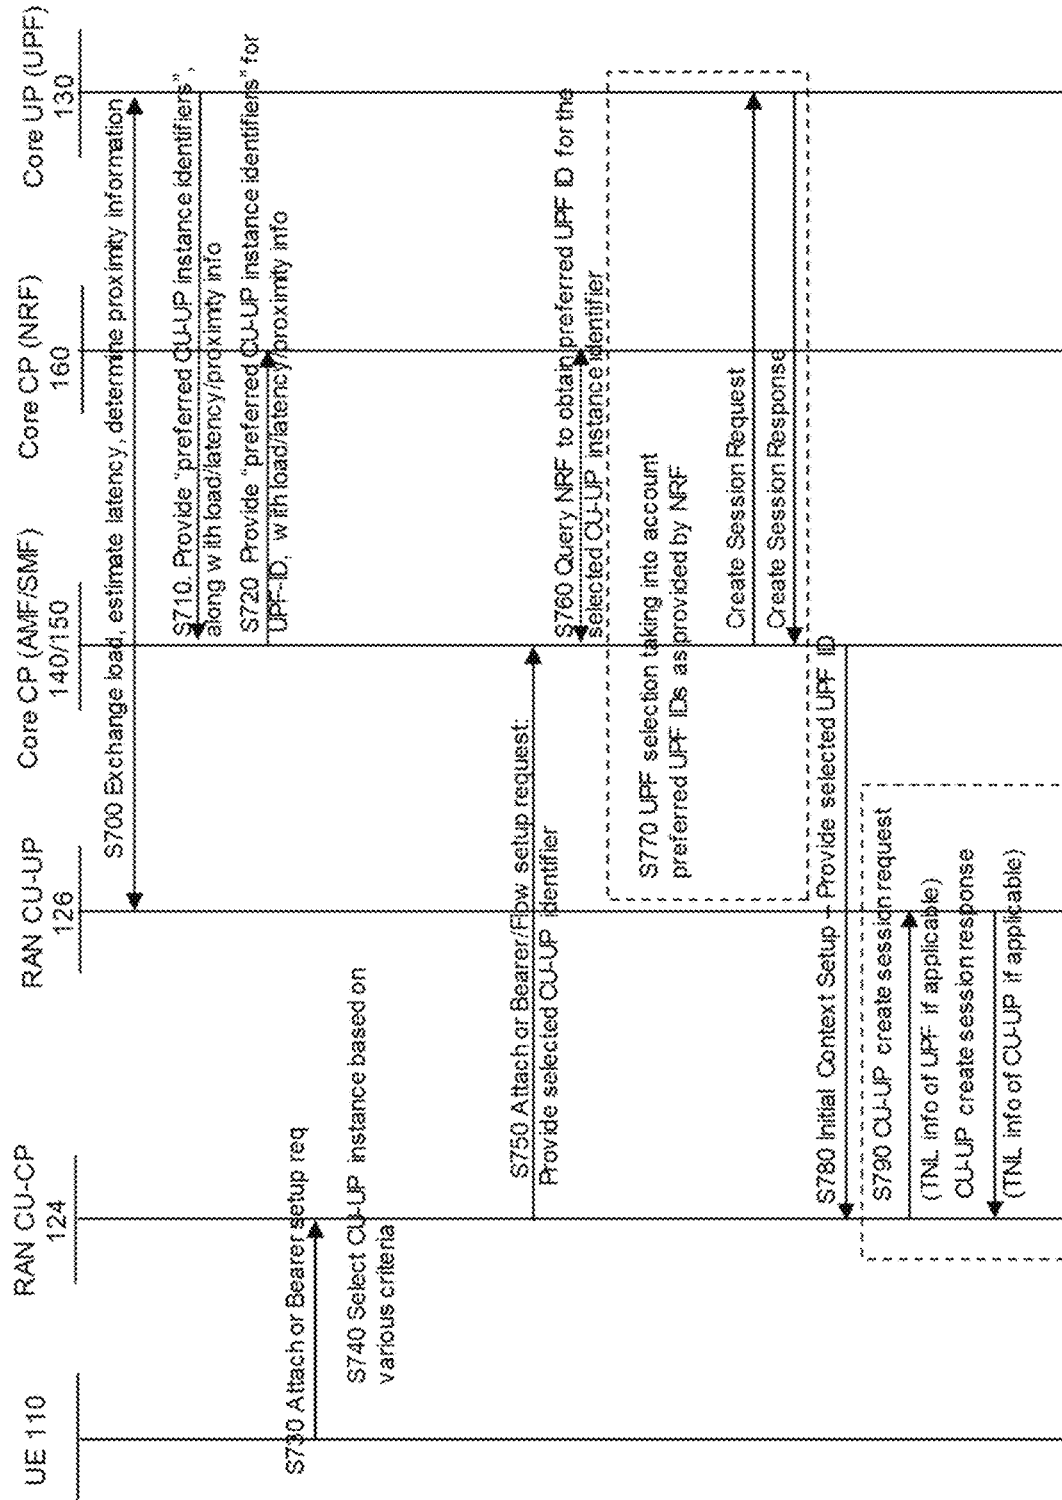 UE 110
RAN CU-CP
124
RAN CU-UP
126
Core CP (AMF/SMF)
140/150
Core CP (NRF)
160
Core UP (UPF)
130
S700 Exchange load, estimate latency, determine proximity information
S710. Provide "preferred CU-UP instance identifiers",
along with load/latency/proximity info
S720 Provide "preferred CU-UP instance identifiers" for
UPF-ID, with load/latency/proximity info
S730 Attach or Bearer setup req
S740 Select CU-UP instance based on
various criteria
S750 Attach or Bearer/Flow setup request:
Provide selected CU-UP identifier
S760 Query NRF to obtain preferred UPF ID for the
selected CU-UP instance identifier
S770 UPF selection taking into account
preferred UPF IDs as provided by NRF
Create Session Request
Create Session Response
S780 Initial Context Setup – Provide selected UPF ID
S790 CU-UP create session request
(TNL info of UPF if applicable)
CU-UP create session response
(TNL info of CU-UP if applicable)